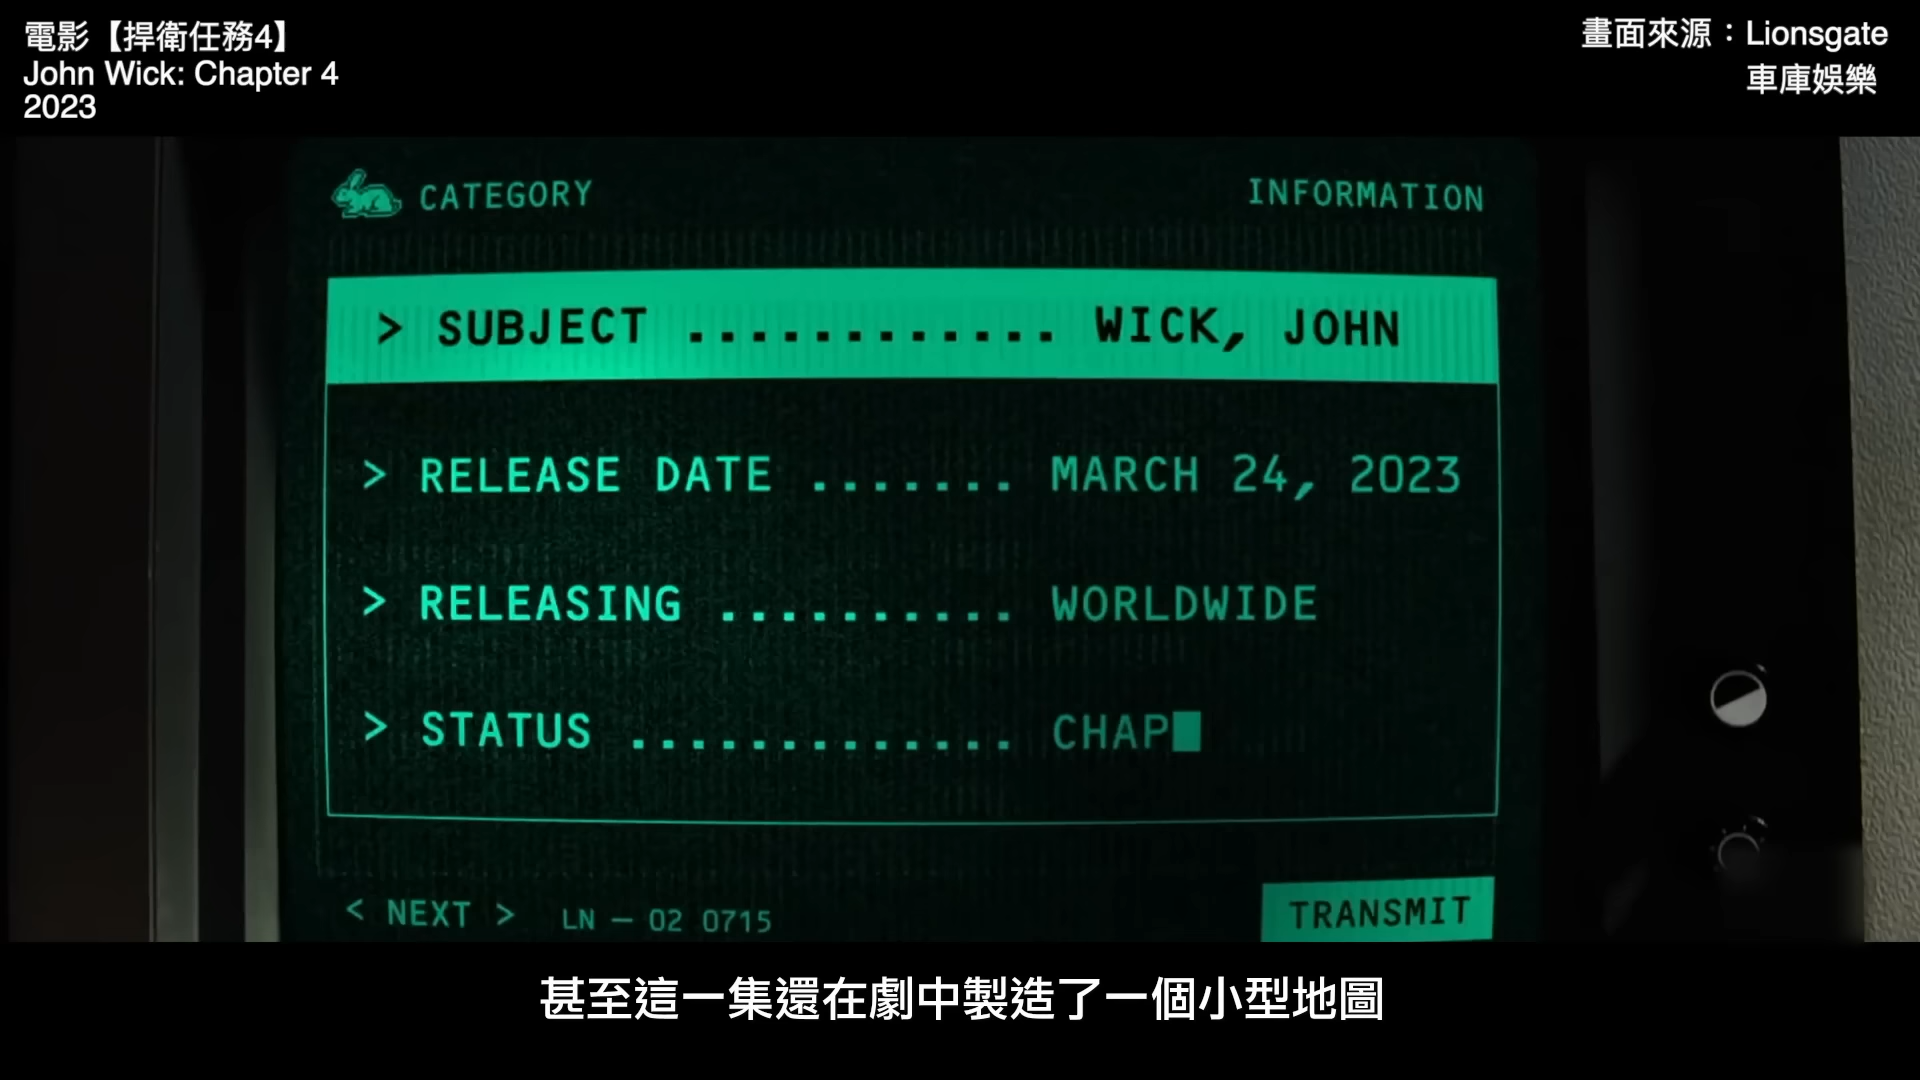 電影【捍衛任務4】
John Wick: Chapter 4
2023
畫面來源：Lionsgate
車庫娛樂
CATEGORY
INFORMATION
> SUBJECT ............ WICK, JOHN
> RELEASE DATE ....... MARCH 24, 2023
> RELEASING .......... WORLDWIDE
> STATUS ............. CHAP
< NEXT > LN — 02 0715
TRANSMIT
甚至這一集還在劇中製造了一個小型地圖